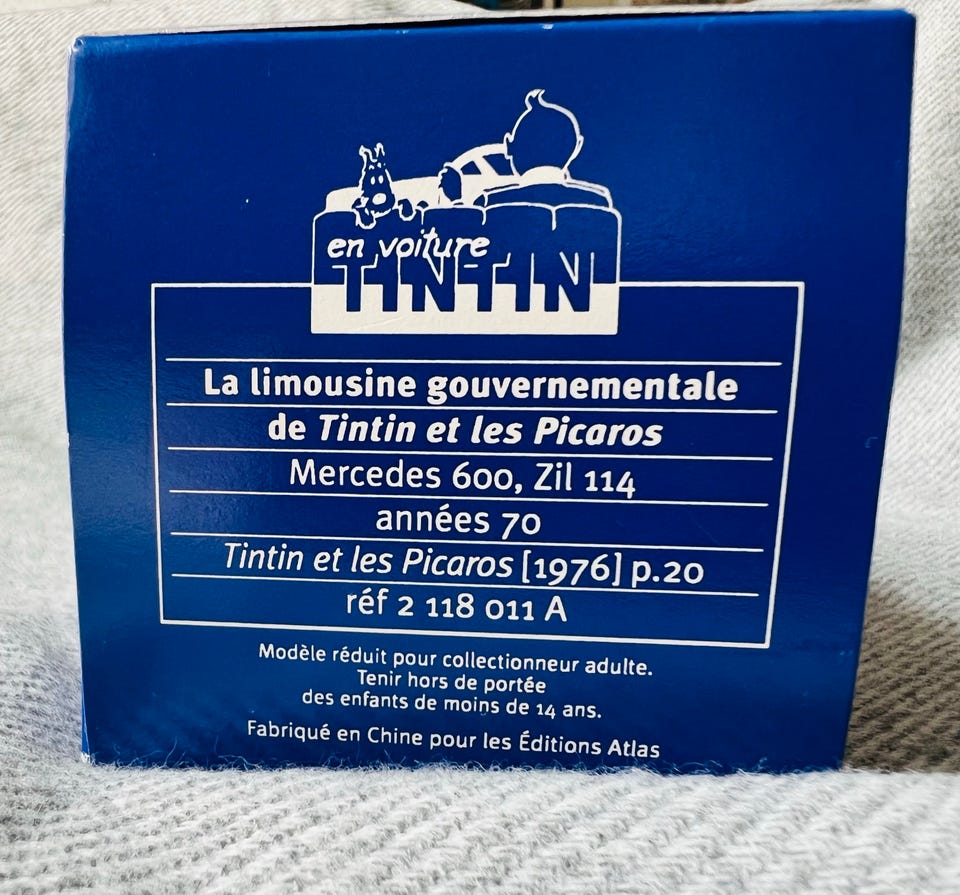 en voiture
TINTIN
La limousine gouvernementale
de Tintin et les Picaros
Mercedes 600, Zil 114
années 70
Tintin et les Picaros [1976] p.20
réf 2 118 011 A
Modèle réduit pour collectionneur adulte.
Tenir hors de portée
des enfants de moins de 14 ans.
Fabriqué en Chine pour les Éditions Atlas